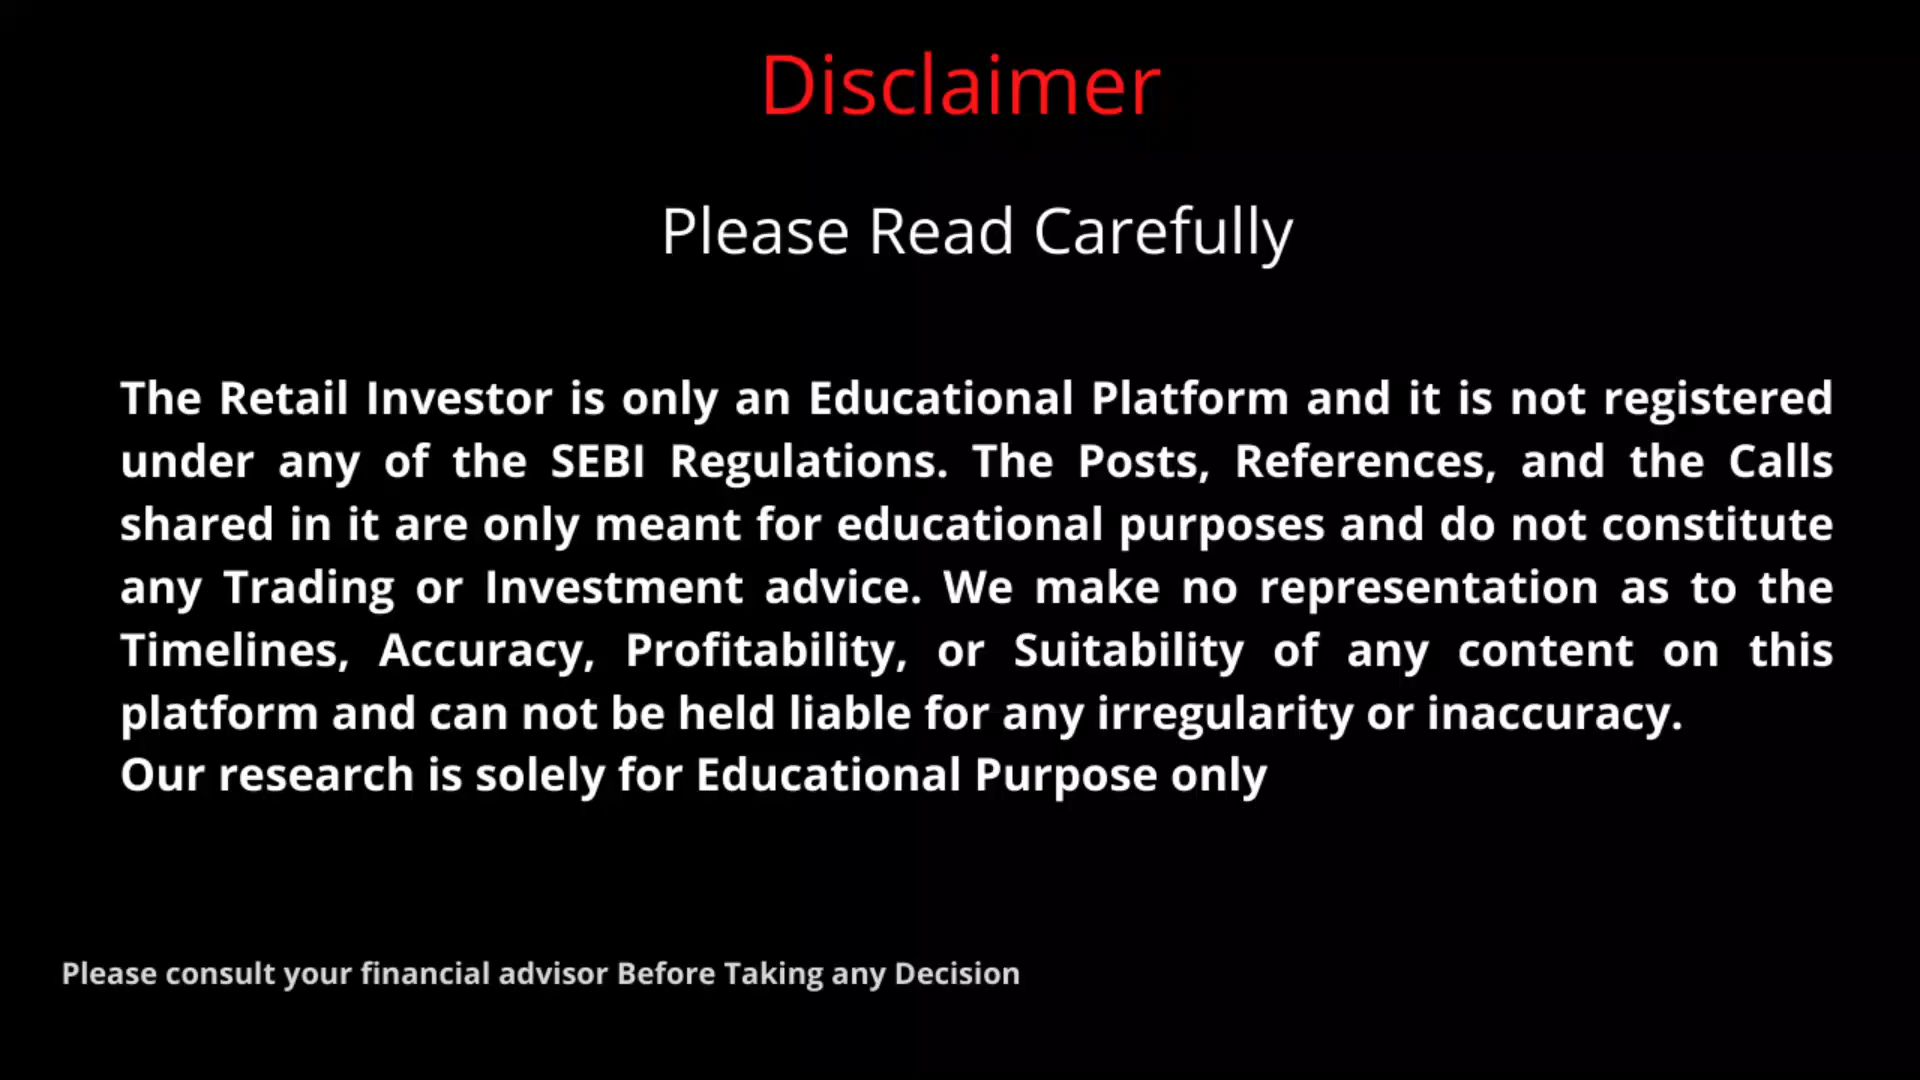 Disclaimer
Please Read Carefully
The Retail Investor is only an Educational Platform and it is not registered
under any of the SEBI Regulations. The Posts, References, and the Calls
shared in it are only meant for educational purposes and do not constitute
any Trading or Investment advice. We make no representation as to the
Timelines, Accuracy, Profitability, or Suitability of any content on this
platform and can not be held liable for any irregularity or inaccuracy.
Our research is solely for Educational Purpose only
Please consult your financial advisor Before Taking any Decision